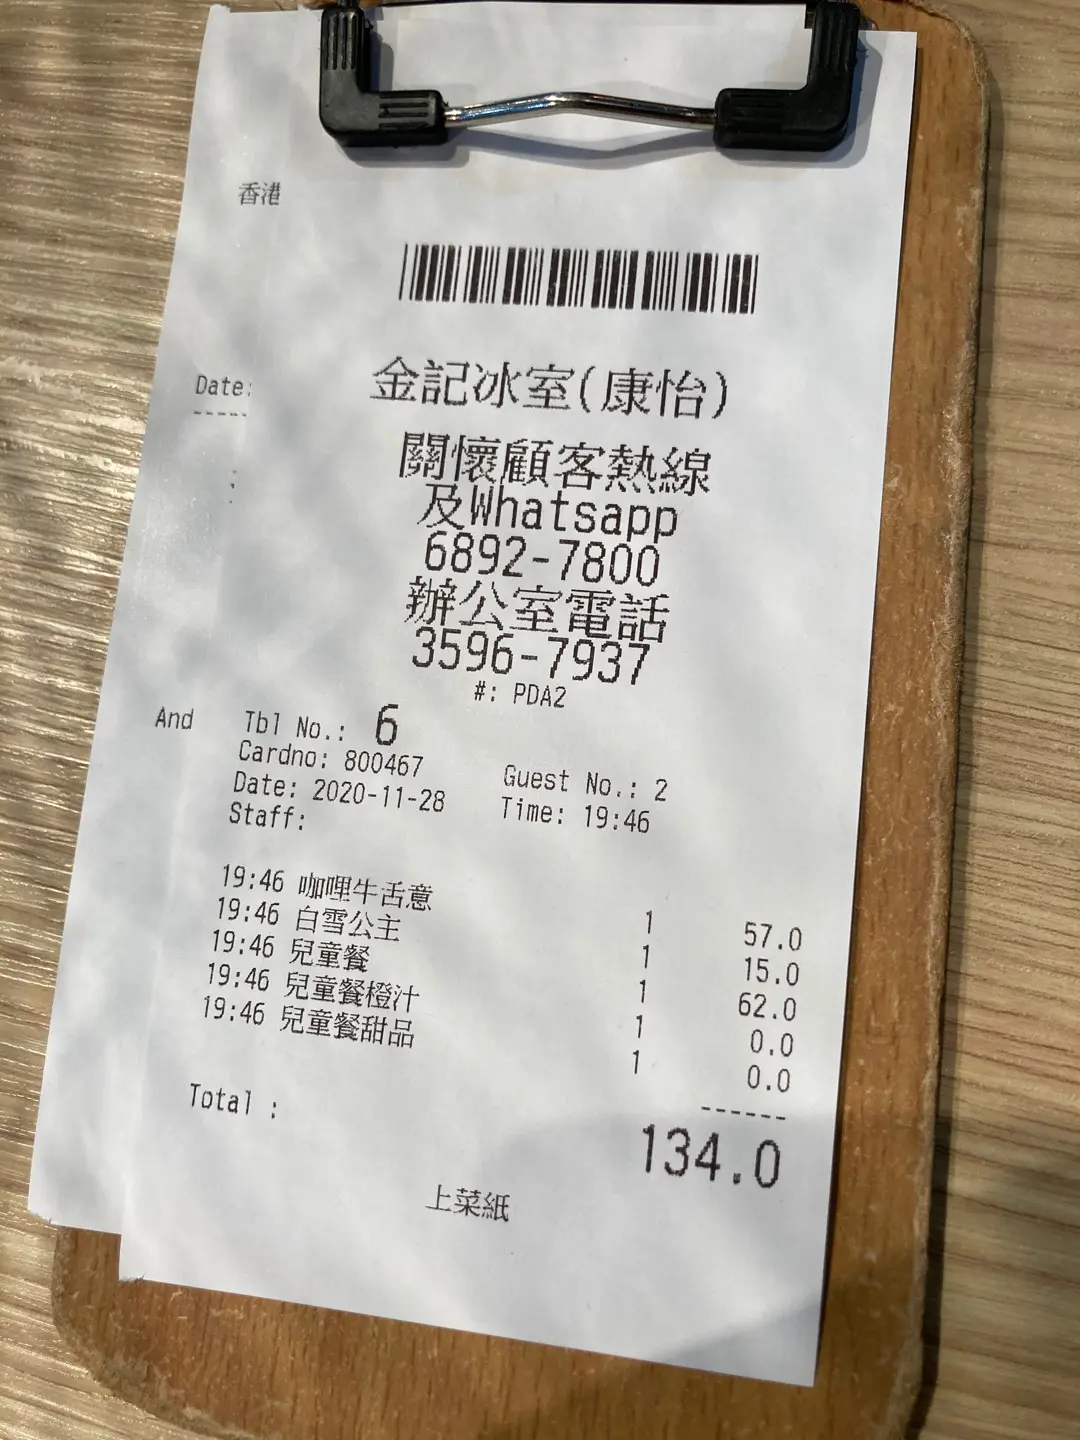 香港
金記冰室(康怡)
Date:
關懷顧客熱線
及Whatsapp
6892-7800
辦公室電話
3596-7937
#: PDA2
And
Tbl No.: 6
Cardno: 800467 Guest No.: 2
Date: 2020-11-28 Time: 19:46
Staff:
19:46 咖哩牛舌意 1 57.0
19:46 白雪公主 1 15.0
19:46 兒童餐 1 62.0
19:46 兒童餐橙汁 1 0.0
19:46 兒童餐甜品 1 0.0
------
Total : 134.0
上菜紙